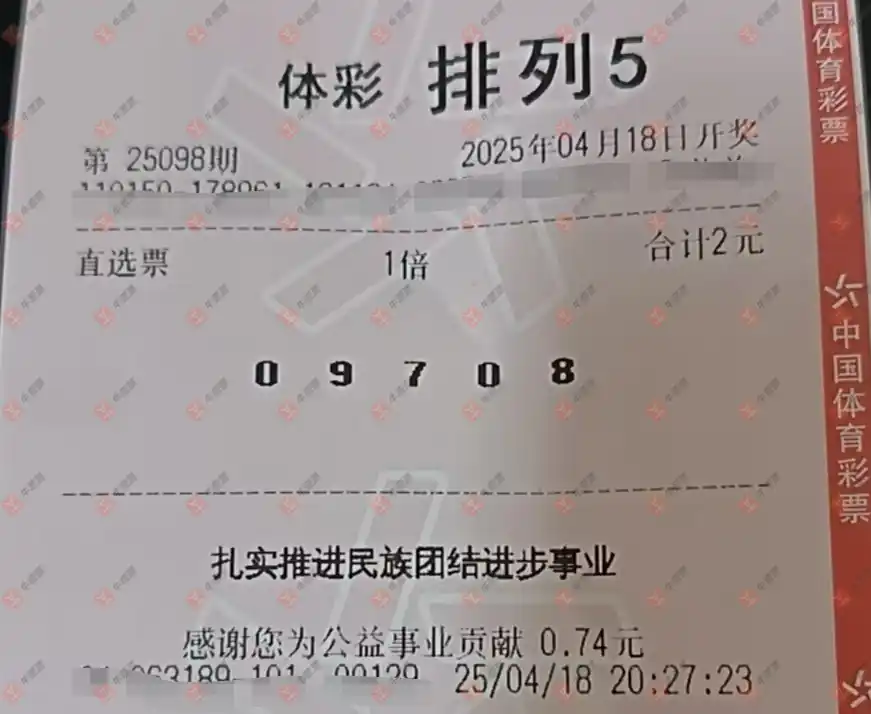 体彩 排列5
第 25098期 2025年04月18日开奖
直选票 1倍 合计2元
0 9 7 0 8
扎实推进民族团结进步事业
感谢您为公益事业贡献 0.74元
25/04/18 20:27:23
国体育彩票
中国体育彩票